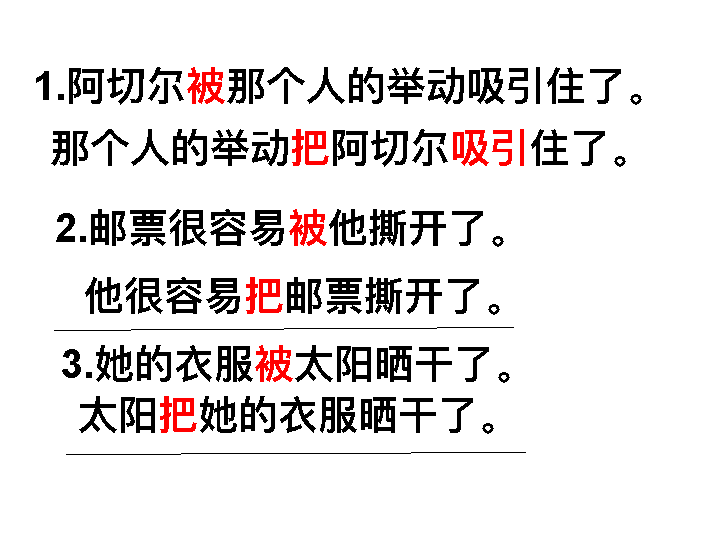 1.阿切尔被那个人的举动吸引住了。
那个人的举动把阿切尔吸引住了。
2.邮票很容易被他撕开了。
他很容易把邮票撕开了。
3.她的衣服被太阳晒干了。
太阳把她的衣服晒干了。